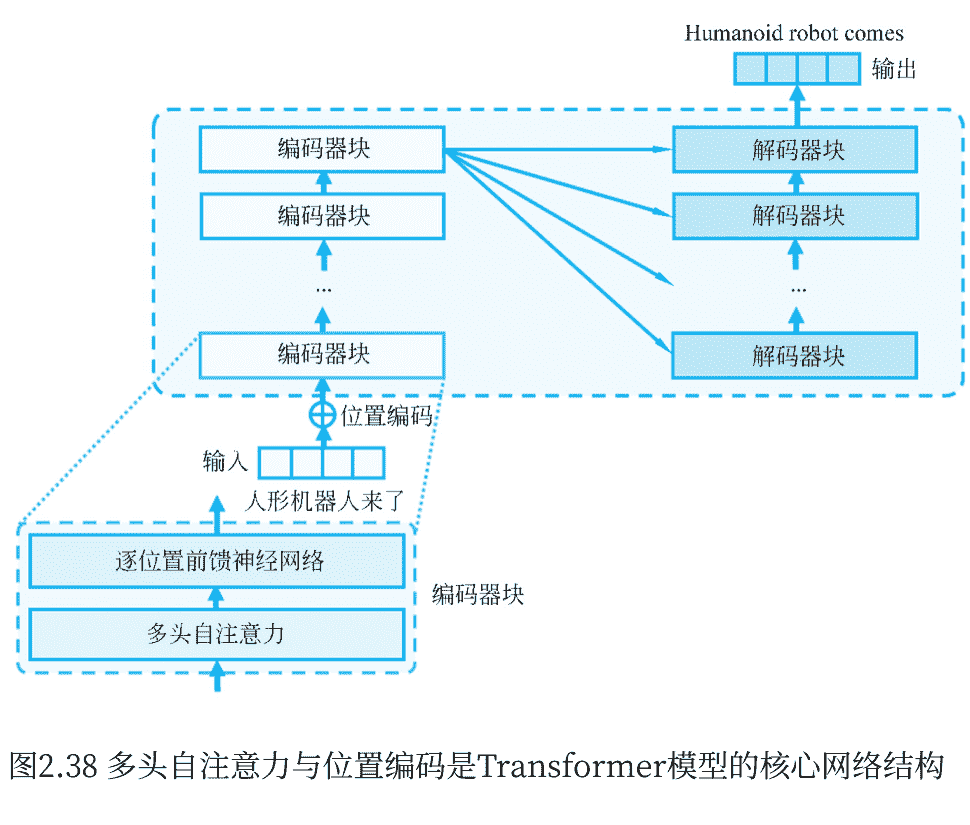 Humanoid robot comes
输出
编码器块
解码器块
编码器块
解码器块
...
...
编码器块
解码器块
位置编码
输入
人形机器人来了
逐位置前馈神经网络
编码器块
多头自注意力
图2.38 多头自注意力与位置编码是Transformer模型的核心网络结构